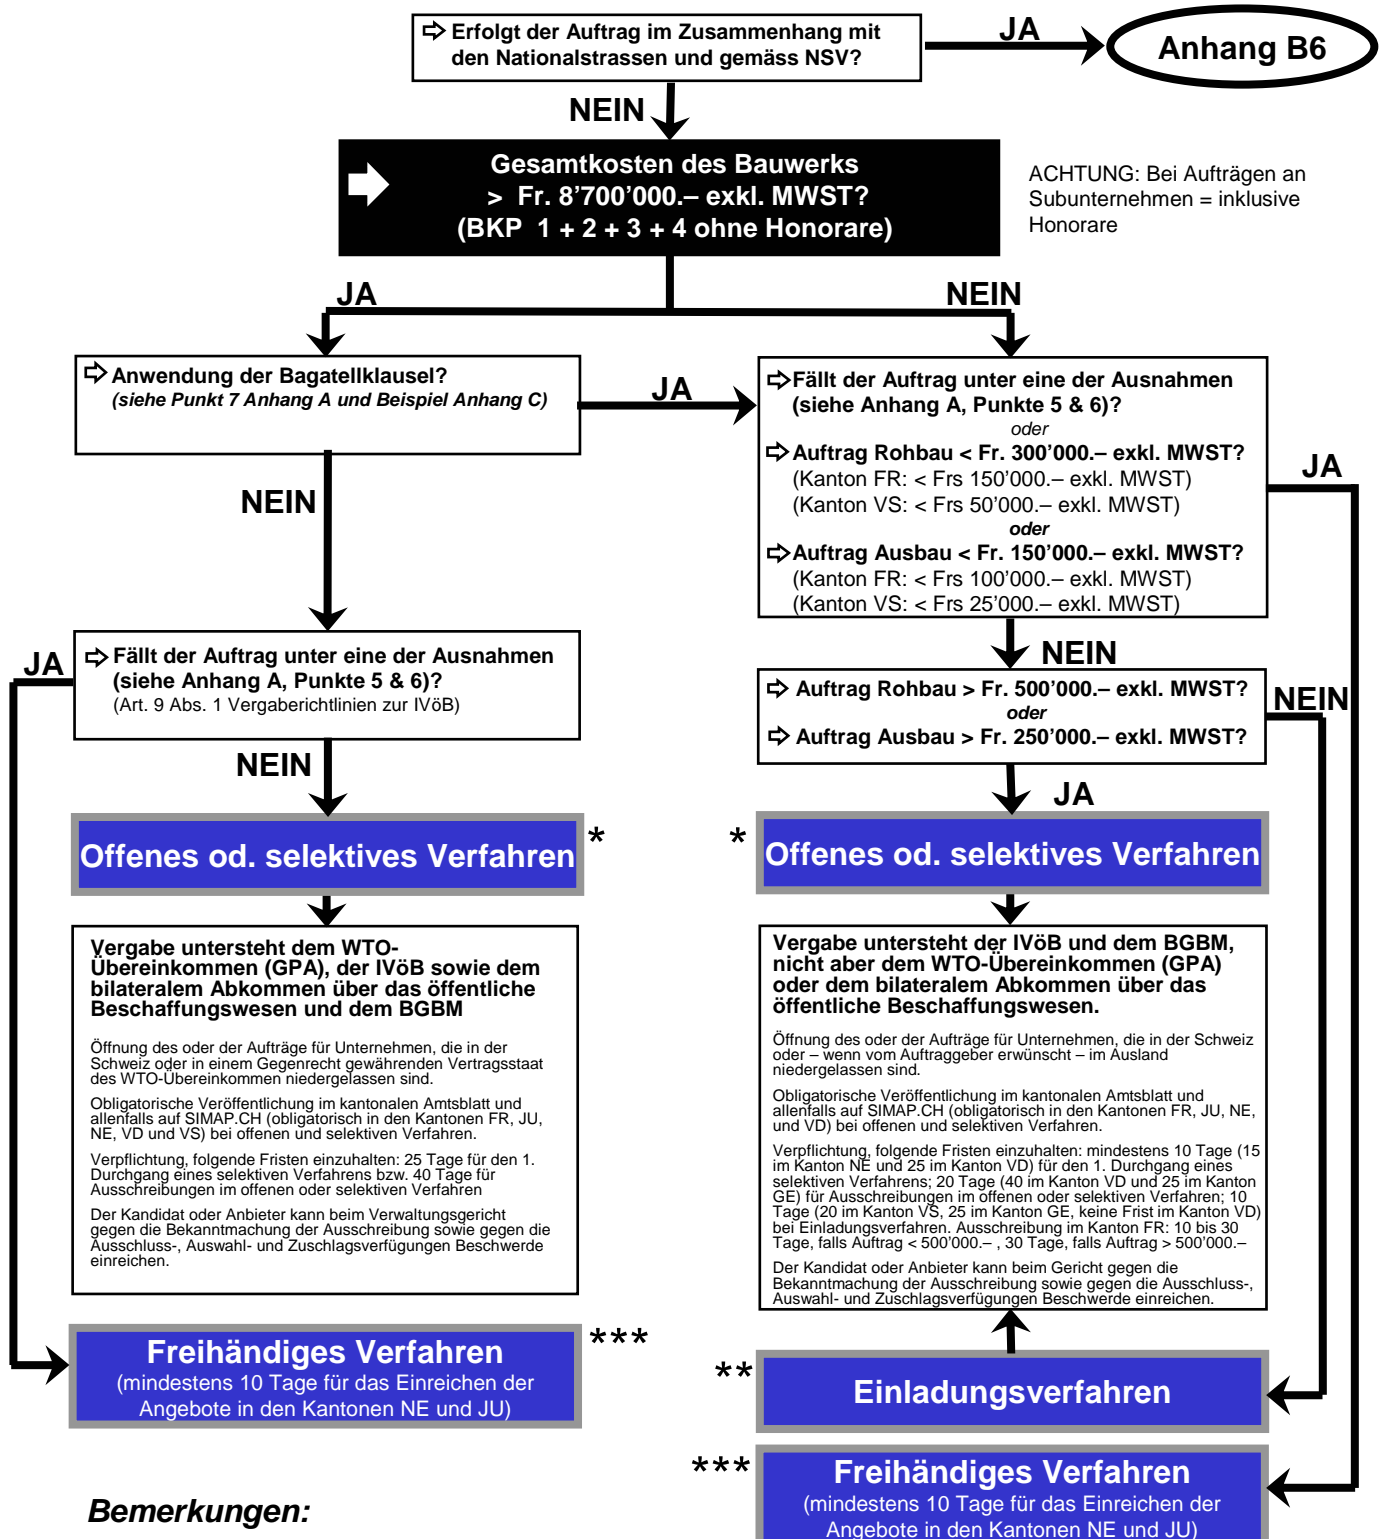 Erfolgt der Auftrag im Zusammenhang mit
den Nationalstrassen und gemäss NSV?
JA
Anhang B6
NEIN
Gesamtkosten des Bauwerks
> Fr. 8’700’000.– exkl. MWST?
(BKP 1 + 2 + 3 + 4 ohne Honorare)
ACHTUNG: Bei Aufträgen an
Subunternehmen = inklusive
Honorare
JA
NEIN
Anwendung der Bagatellklausel?
(siehe Punkt 7 Anhang A und Beispiel Anhang C)
JA
Fällt der Auftrag unter eine der Ausnahmen
(siehe Anhang A, Punkte 5 & 6)?
oder
Auftrag Rohbau < Fr. 300’000.– exkl. MWST?
(Kanton FR: < Frs 150’000.– exkl. MWST)
(Kanton VS: < Frs 50’000.– exkl. MWST)
oder
Auftrag Ausbau < Fr. 150’000.– exkl. MWST?
(Kanton FR: < Frs 100’000.– exkl. MWST)
(Kanton VS: < Frs 25’000.– exkl. MWST)
JA
NEIN
NEIN
JA
Fällt der Auftrag unter eine der Ausnahmen
(siehe Anhang A, Punkte 5 & 6)?
(Art. 9 Abs. 1 Vergaberichtlinien zur IVöB)
Auftrag Rohbau > Fr. 500’000.– exkl. MWST?
oder
Auftrag Ausbau > Fr. 250’000.– exkl. MWST?
NEIN
NEIN
JA
Offenes od. selektives Verfahren
*
*
Offenes od. selektives Verfahren
Vergabe untersteht dem WTO-
Übereinkommen (GPA), der IVöB sowie dem
bilateralem Abkommen über das öffentliche
Beschaffungswesen und dem BGBM
Öffnung des oder der Aufträge für Unternehmen, die in der
Schweiz oder in einem Gegenrecht gewährenden Vertragsstaat
des WTO-Übereinkommen niedergelassen sind.
Obligatorische Veröffentlichung im kantonalen Amtsblatt und
allenfalls auf SIMAP.CH (obligatorisch in den Kantonen FR, JU,
NE, VD und VS) bei offenen und selektiven Verfahren.
Verpflichtung, folgende Fristen einzuhalten: 25 Tage für den 1.
Durchgang eines selektiven Verfahrens bzw. 40 Tage für
Ausschreibungen im offenen oder selektiven Verfahren
Der Kandidat oder Anbieter kann beim Verwaltungsgericht
gegen die Bekanntmachung der Ausschreibung sowie gegen die
Ausschluss-, Auswahl- und Zuschlagsverfügungen Beschwerde
einreichen.
Vergabe untersteht der IVöB und dem BGBM,
nicht aber dem WTO-Übereinkommen (GPA)
oder dem bilateralem Abkommen über das
öffentliche Beschaffungswesen.
Öffnung des oder der Aufträge für Unternehmen, die in der Schweiz
oder – wenn vom Auftraggeber erwünscht – im Ausland
niedergelassen sind.
Obligatorische Veröffentlichung im kantonalen Amtsblatt und
allenfalls auf SIMAP.CH (obligatorisch in den Kantonen FR, JU, NE,
und VD) bei offenen und selektiven Verfahren.
Verpflichtung, folgende Fristen einzuhalten: mindestens 10 Tage (15
im Kanton NE und 25 im Kanton VD) für den 1. Durchgang eines
selektiven Verfahrens; 20 Tage (40 im Kanton VD und 25 im Kanton
GE) für Ausschreibungen im offenen oder selektiven Verfahren; 10
Tage (20 im Kanton VS, 25 im Kanton GE, keine Frist im Kanton VD)
bei Einladungsverfahren. Ausschreibung im Kanton FR: 10 bis 30
Tage, falls Auftrag < 500’000.– , 30 Tage, falls Auftrag > 500’000.–
Der Kandidat oder Anbieter kann beim Gericht gegen die
Bekanntmachung der Ausschreibung sowie gegen die Ausschluss-,
Auswahl- und Zuschlagsverfügungen Beschwerde einreichen.
Freihändiges Verfahren
(mindestens 10 Tage für das Einreichen der
Angebote in den Kantonen NE und JU)
***
**
Einladungsverfahren
***
Freihändiges Verfahren
(mindestens 10 Tage für das Einreichen der
Angebote in den Kantonen NE und JU)
Bemerkungen: